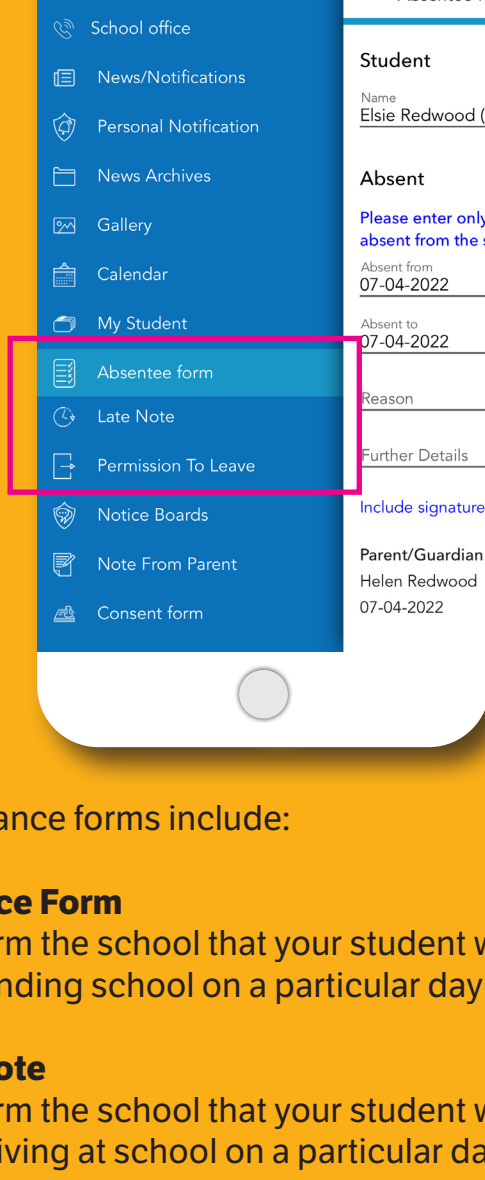 School office
News/Notifications
Personal Notification
News Archives
Gallery
Calendar
My Student
Absentee form
Late Note
Permission To Leave
Notice Boards
Note From Parent
Consent form
Student
Name
Elsie Redwood (
Absent
Please enter only
absent from the s
Absent from
07-04-2022
Absent to
07-04-2022
Reason
Further Details
Include signature
Parent/Guardian
Helen Redwood
07-04-2022
ance forms include:
ce Form
rm the school that your student w
nding school on a particular day
ote
rm the school that your student w
iving at school on a particular da